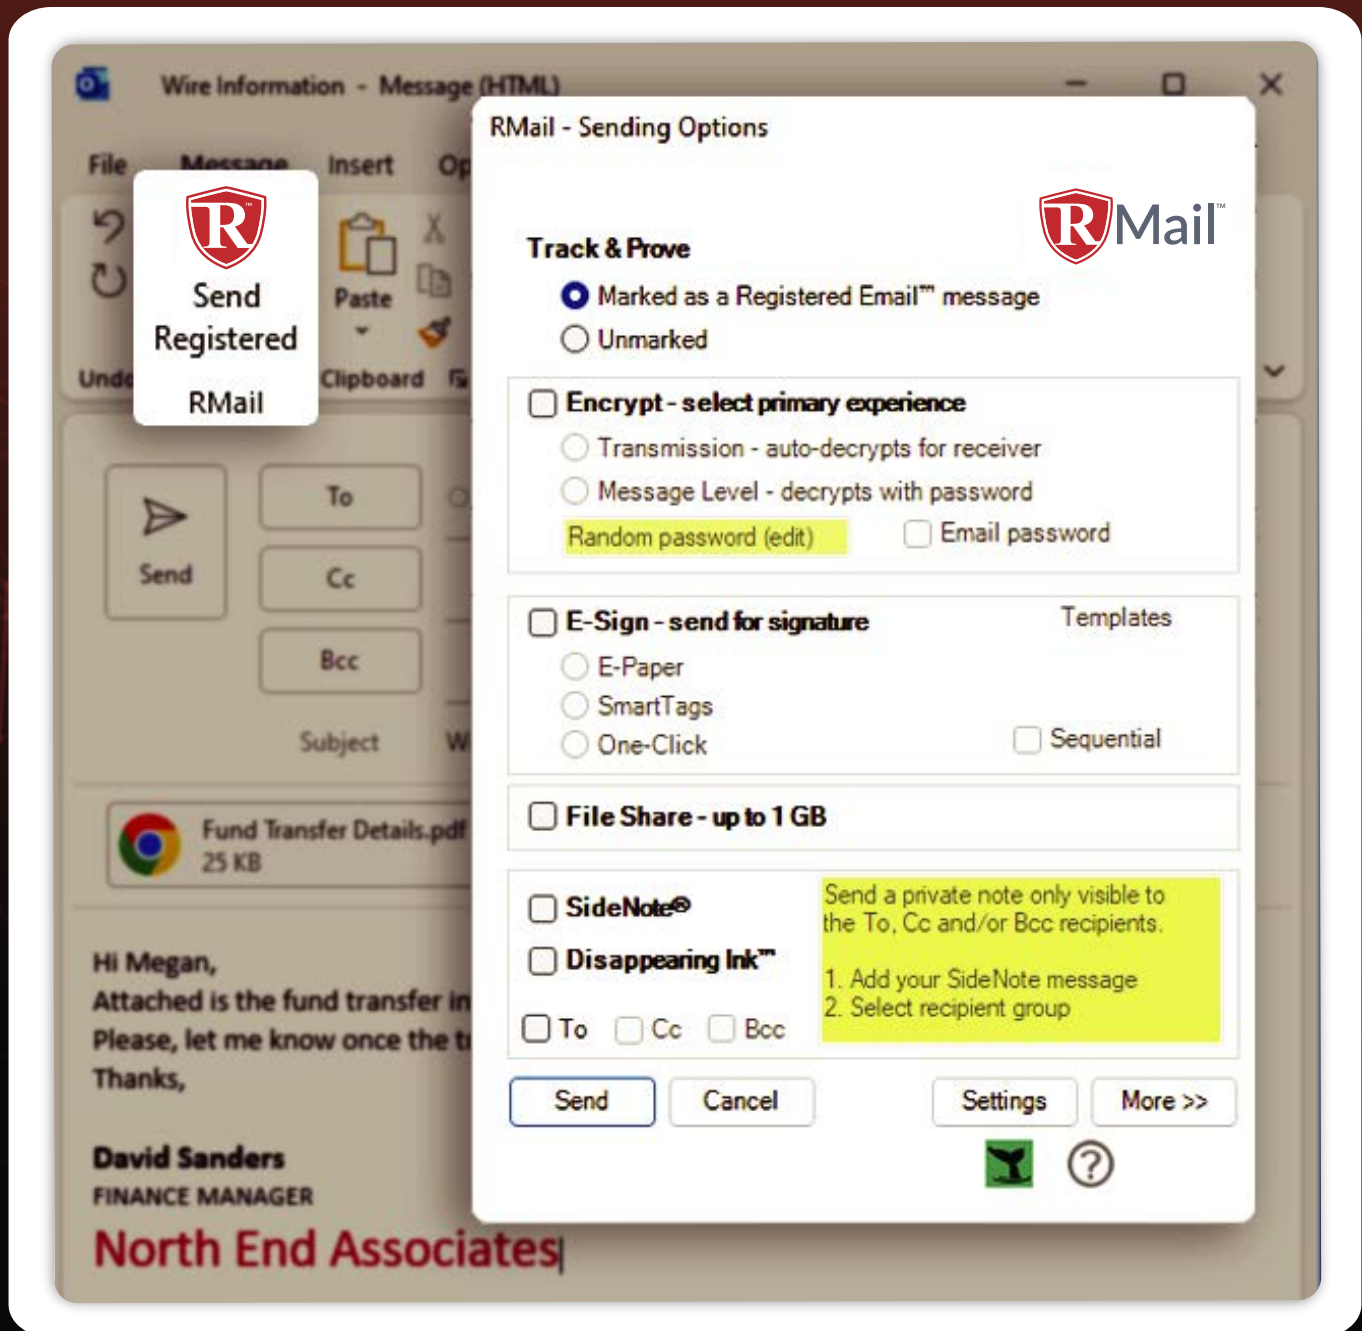 Wire Information - Message (HTML)
File Message Insert Op
R™
Send
Registered
RMail
Paste
Undo
Clipboard
Send
To
Cc
Bcc
Subject W
Fund Transfer Details.pdf
25 KB
Hi Megan,
Attached is the fund transfer in
Please, let me know once the
Thanks,
David Sanders
FINANCE MANAGER
North End Associates
RMail - Sending Options
RMail™
Track & Prove
Marked as a Registered Email™ message
Unmarked
Encrypt - select primary experience
Transmission - auto-decrypts for receiver
Message Level - decrypts with password
Random password (edit) Email password
E-Sign - send for signature Templates
E-Paper
SmartTags
One-Click Sequential
File Share - up to 1 GB
SideNote®
Disappearing Ink™
To Cc Bcc
Send a private note only visible to
the To, Cc and/or Bcc recipients.
1. Add your SideNote message
2. Select recipient group
Send Cancel Settings More >>
?